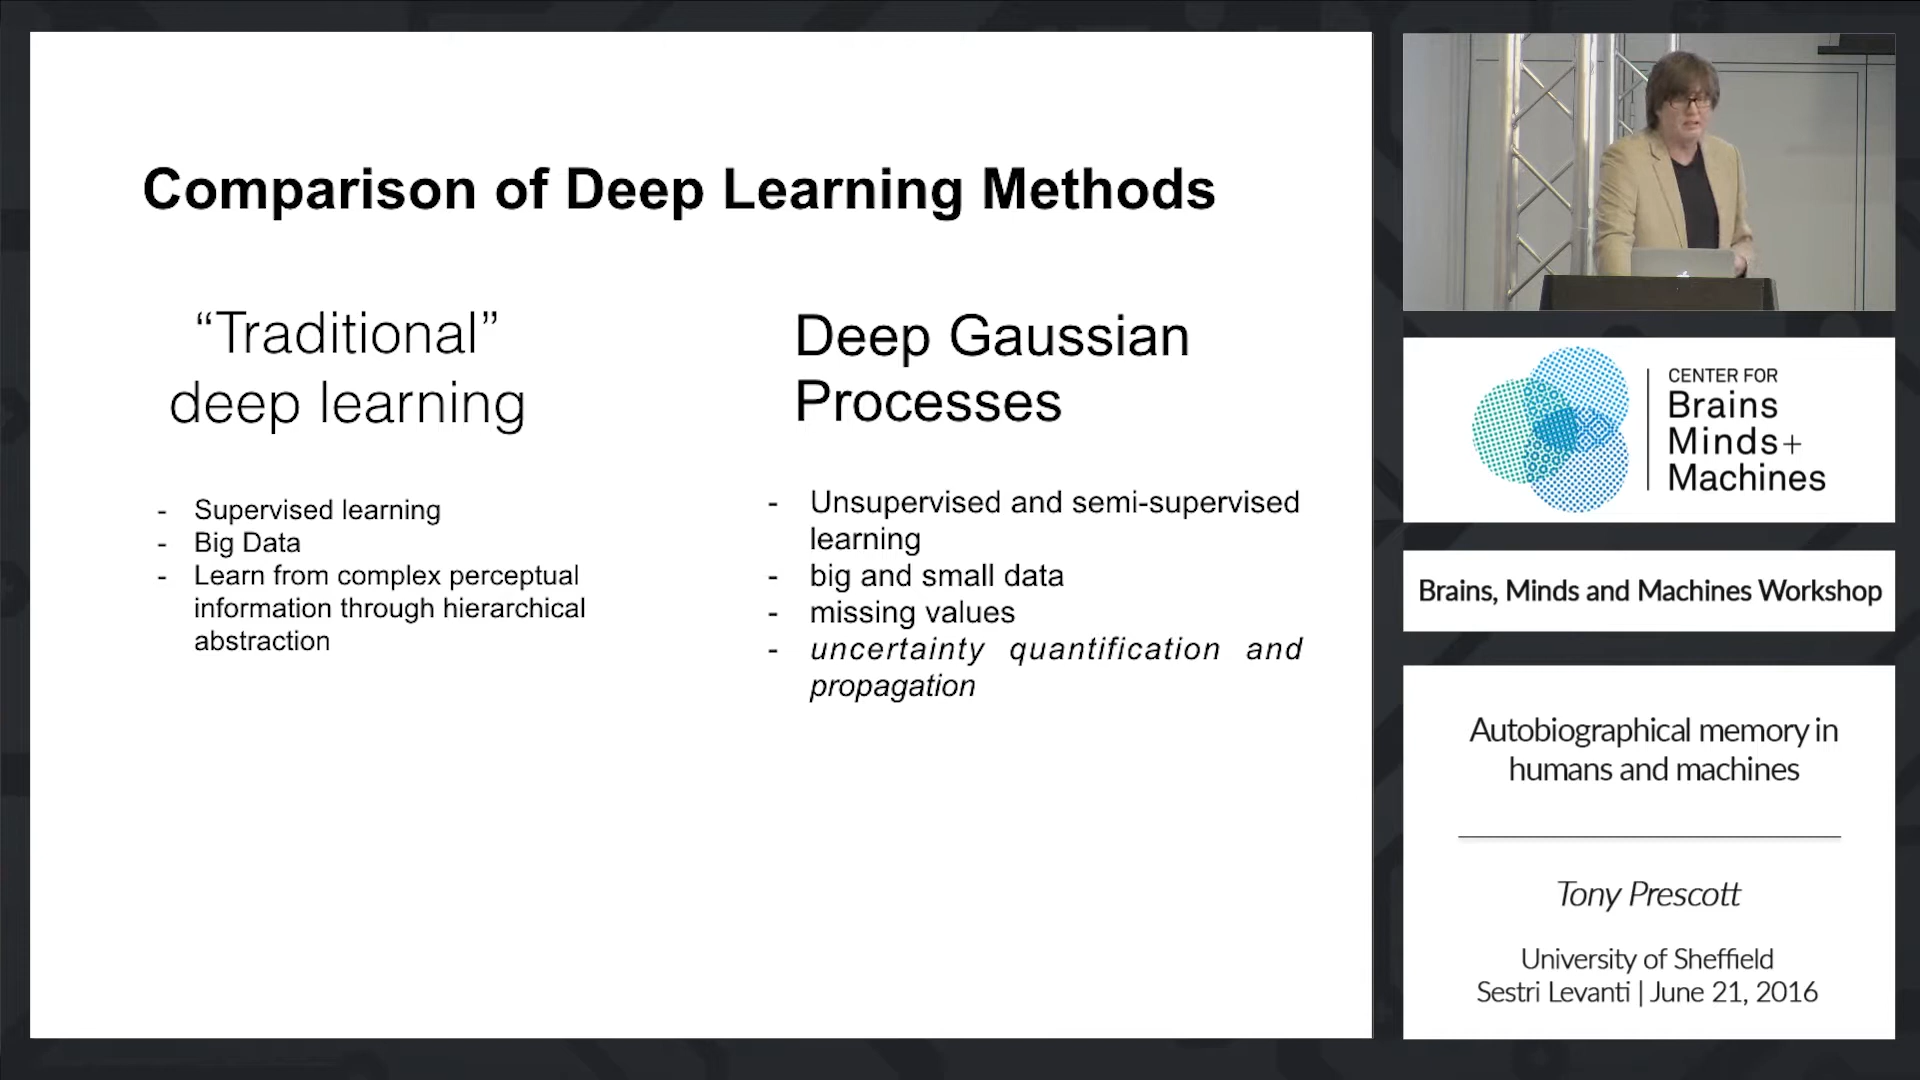 Comparison of Deep Learning Methods
“Traditional”
deep learning
- Supervised learning
- Big Data
- Learn from complex perceptual
information through hierarchical
abstraction
Deep Gaussian
Processes
- Unsupervised and semi-supervised
learning
- big and small data
- missing values
- uncertainty quantification and
propagation
CENTER FOR
Brains
Minds+
Machines
Brains, Minds and Machines Workshop
Autobiographical memory in
humans and machines
Tony Prescott
University of Sheffield
Sestri Levanti | June 21, 2016